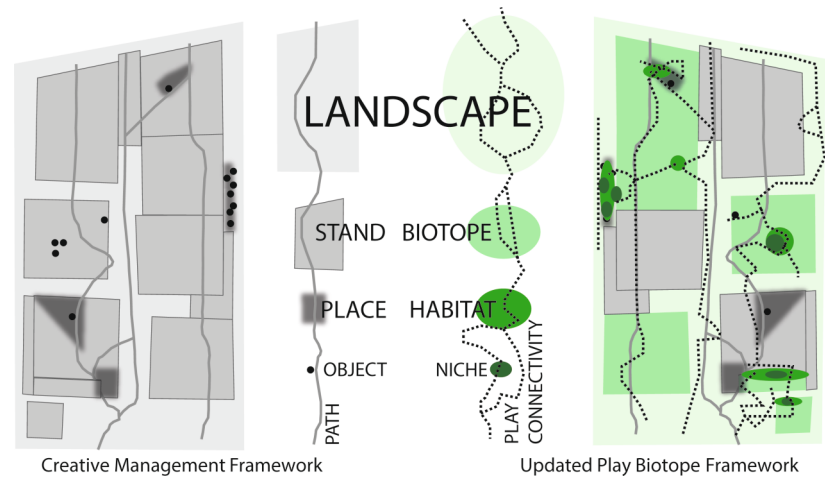 LANDSCAPE
STAND BIOTOPE
PLACE HABITAT
OBJECT NICHE
PATH
PLAY
CONNECTIVITY
Creative Management Framework
Updated Play Biotope Framework